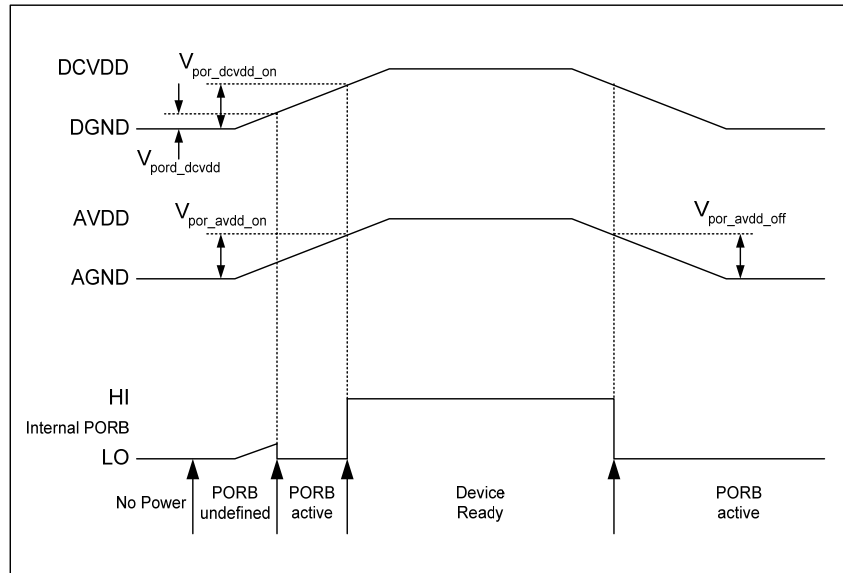 DCVDD
Vpor_dcvdd_on
DGND
Vpord_dcvdd
AVDD
Vpor_avdd_on
Vpor_avdd_off
AGND
HI
Internal PORB
LO
No Power
PORB
undefined
PORB
active
Device
Ready
PORB
active